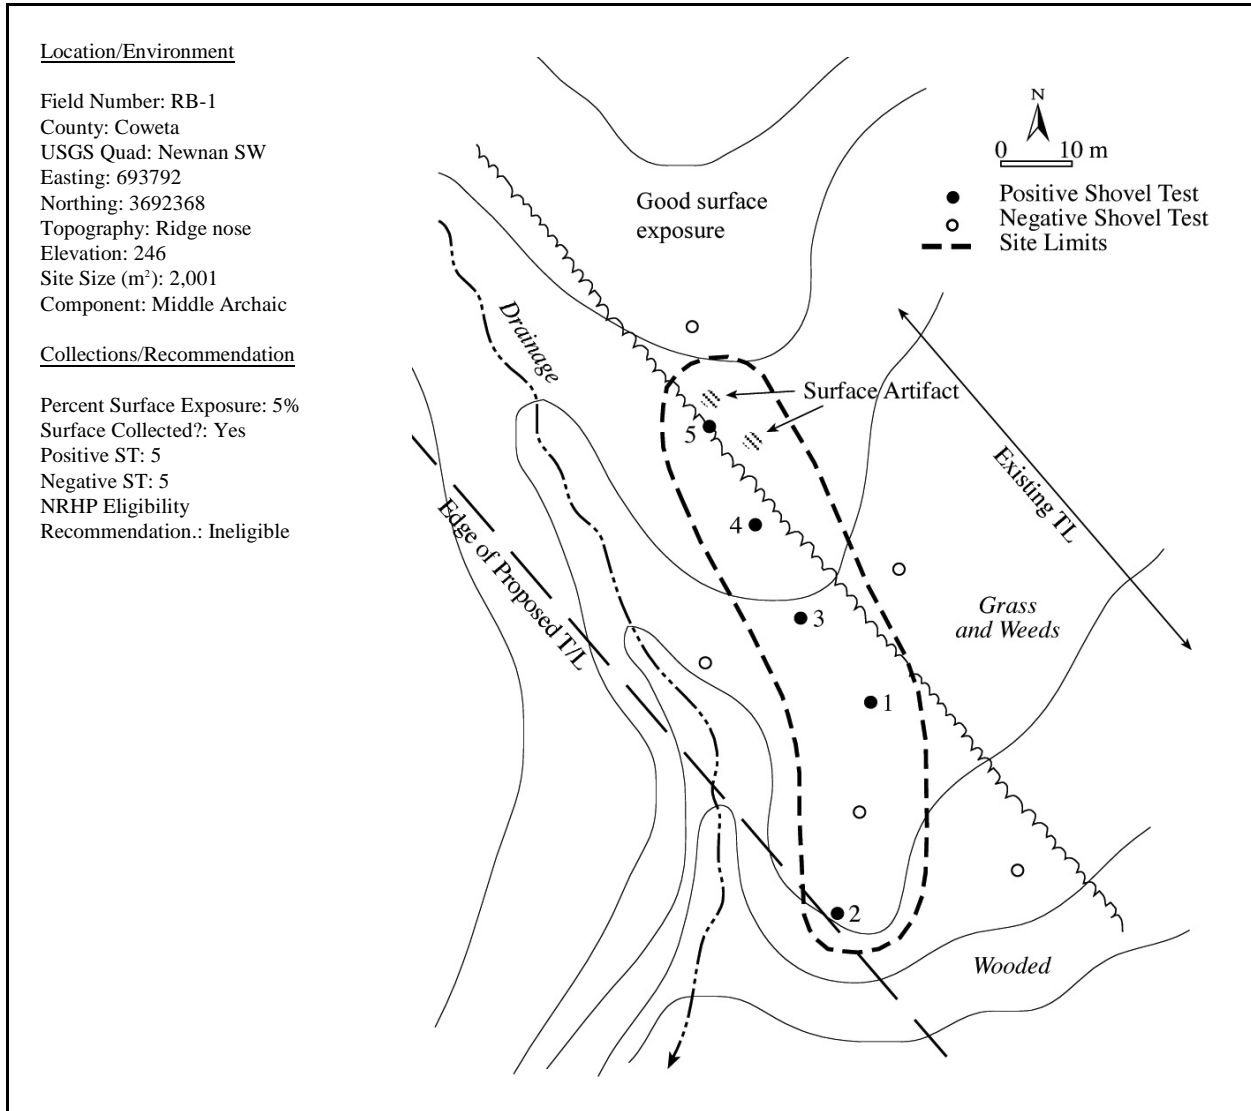 Location/Environment
Field Number: RB-1
County: Coweta
USGS Quad: Newnan SW
Easting: 693792
Northing: 3692368
Topography: Ridge nose
Elevation: 246
Site Size (m²): 2,001
Component: Middle Archaic
Collections/Recommendation
Percent Surface Exposure: 5%
Surface Collected?: Yes
Positive ST: 5
Negative ST: 5
NRHP Eligibility
Recommendation.: Ineligible
N
0 10 m
Positive Shovel Test
Negative Shovel Test
Site Limits
Good surface
exposure
Drainage
Surface Artifact
5
4
Existing TL
Edge of Proposed T/L
3
Grass
and Weeds
1
2
Wooded